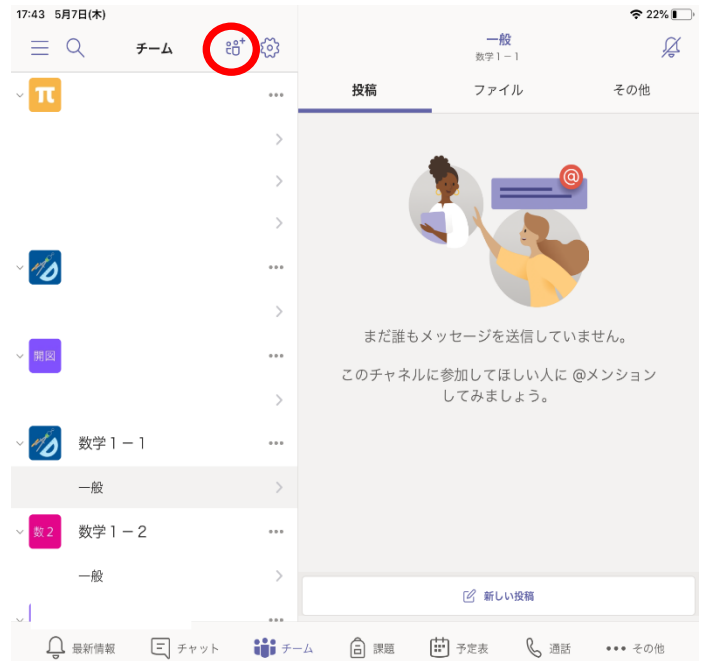 17:43 5月7日(木)
22%
チーム
一般
数学1－1
投稿 ファイル その他
π
@
まだ誰もメッセージを送信していません。
開図
このチャネルに参加してほしい人に @メンション
してみましょう。
数学1－1
一般
数2 数学1－2
一般
新しい投稿
最新情報 チャット チーム 課題 予定表 通話 その他